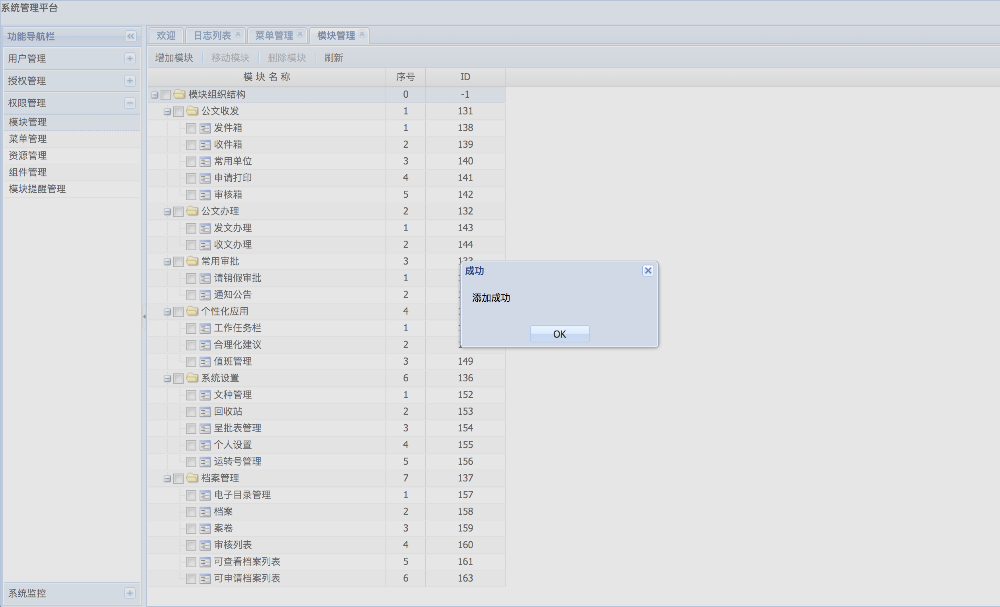 系统管理平台
功能导航栏
用户管理
授权管理
权限管理
模块管理
菜单管理
资源管理
组件管理
模块提醒管理
系统监控
欢迎 日志列表 菜单管理 模块管理
增加模块 移动模块 删除模块 刷新
模块名称 序号 ID
模块组织结构 0 -1
公文收发 1 131
发件箱 1 138
收件箱 2 139
常用单位 3 140
申请打印 4 141
审核箱 5 142
公文办理 2 132
发文办理 1 143
收文办理 2 144
常用审批 3 133
请销假审批 1
通知公告 2
个性化应用 4
工作任务栏 1
合理化建议 2
值班管理 3 149
系统设置 6 136
文种管理 1 152
回收站 2 153
呈批表管理 3 154
个人设置 4 155
运转号管理 5 156
档案管理 7 137
电子目录管理 1 157
档案 2 158
案卷 3 159
审核列表 4 160
可查看档案列表 5 161
可申请档案列表 6 163
成功
添加成功
OK